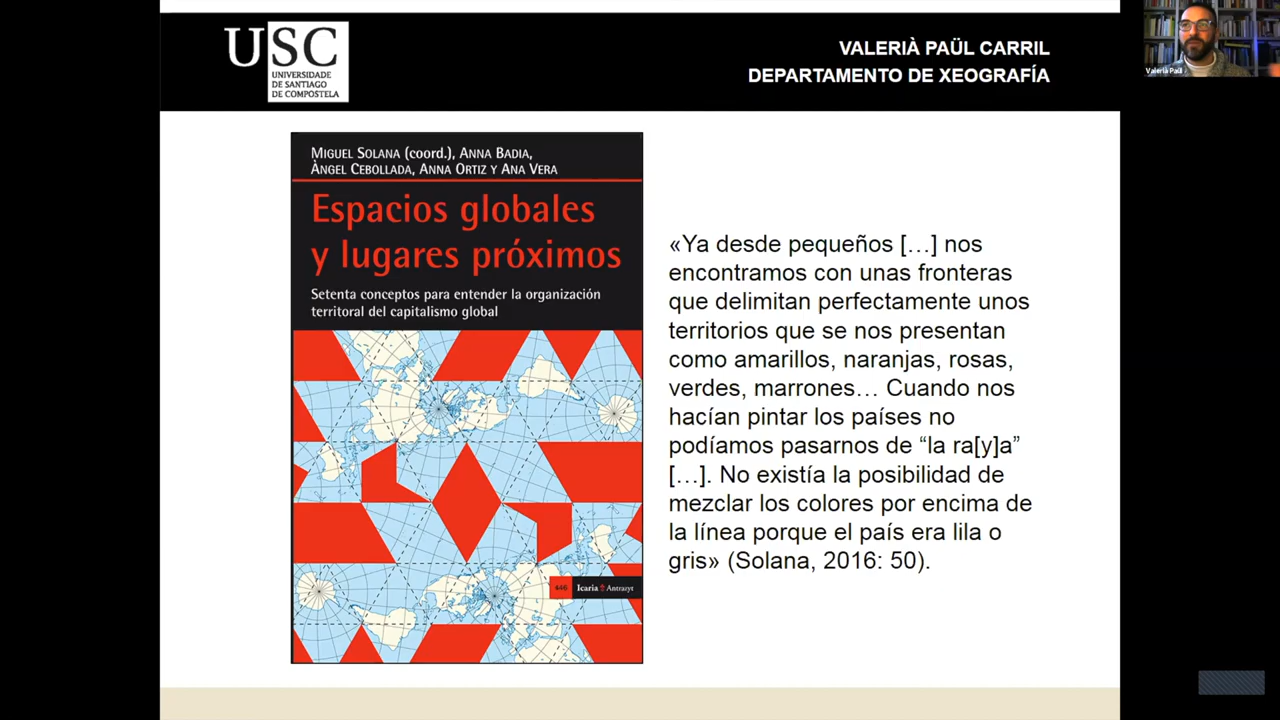 USC
UNIVERSIDADE
DE SANTIAGO
DE COMPOSTELA
VALERIÀ PAÜL CARRIL
DEPARTAMENTO DE XEOGRAFÍA
Valerià Paül
MIGUEL SOLANA (coord.), ANNA BADIA,
ÀNGEL CEBOLLADA, ANNA ORTIZ Y ANA VERA
Espacios globales
y lugares próximos
Setenta conceptos para entender la organización
territorial del capitalismo global
446 Icaria Antrazyt
«Ya desde pequeños […] nos
encontramos con unas fronteras
que delimitan perfectamente unos
territorios que se nos presentan
como amarillos, naranjas, rosas,
verdes, marrones… Cuando nos
hacían pintar los países no
podíamos pasarnos de “la ra[y]a”
[…]. No existía la posibilidad de
mezclar los colores por encima de
la línea porque el país era lila o
gris» (Solana, 2016: 50).